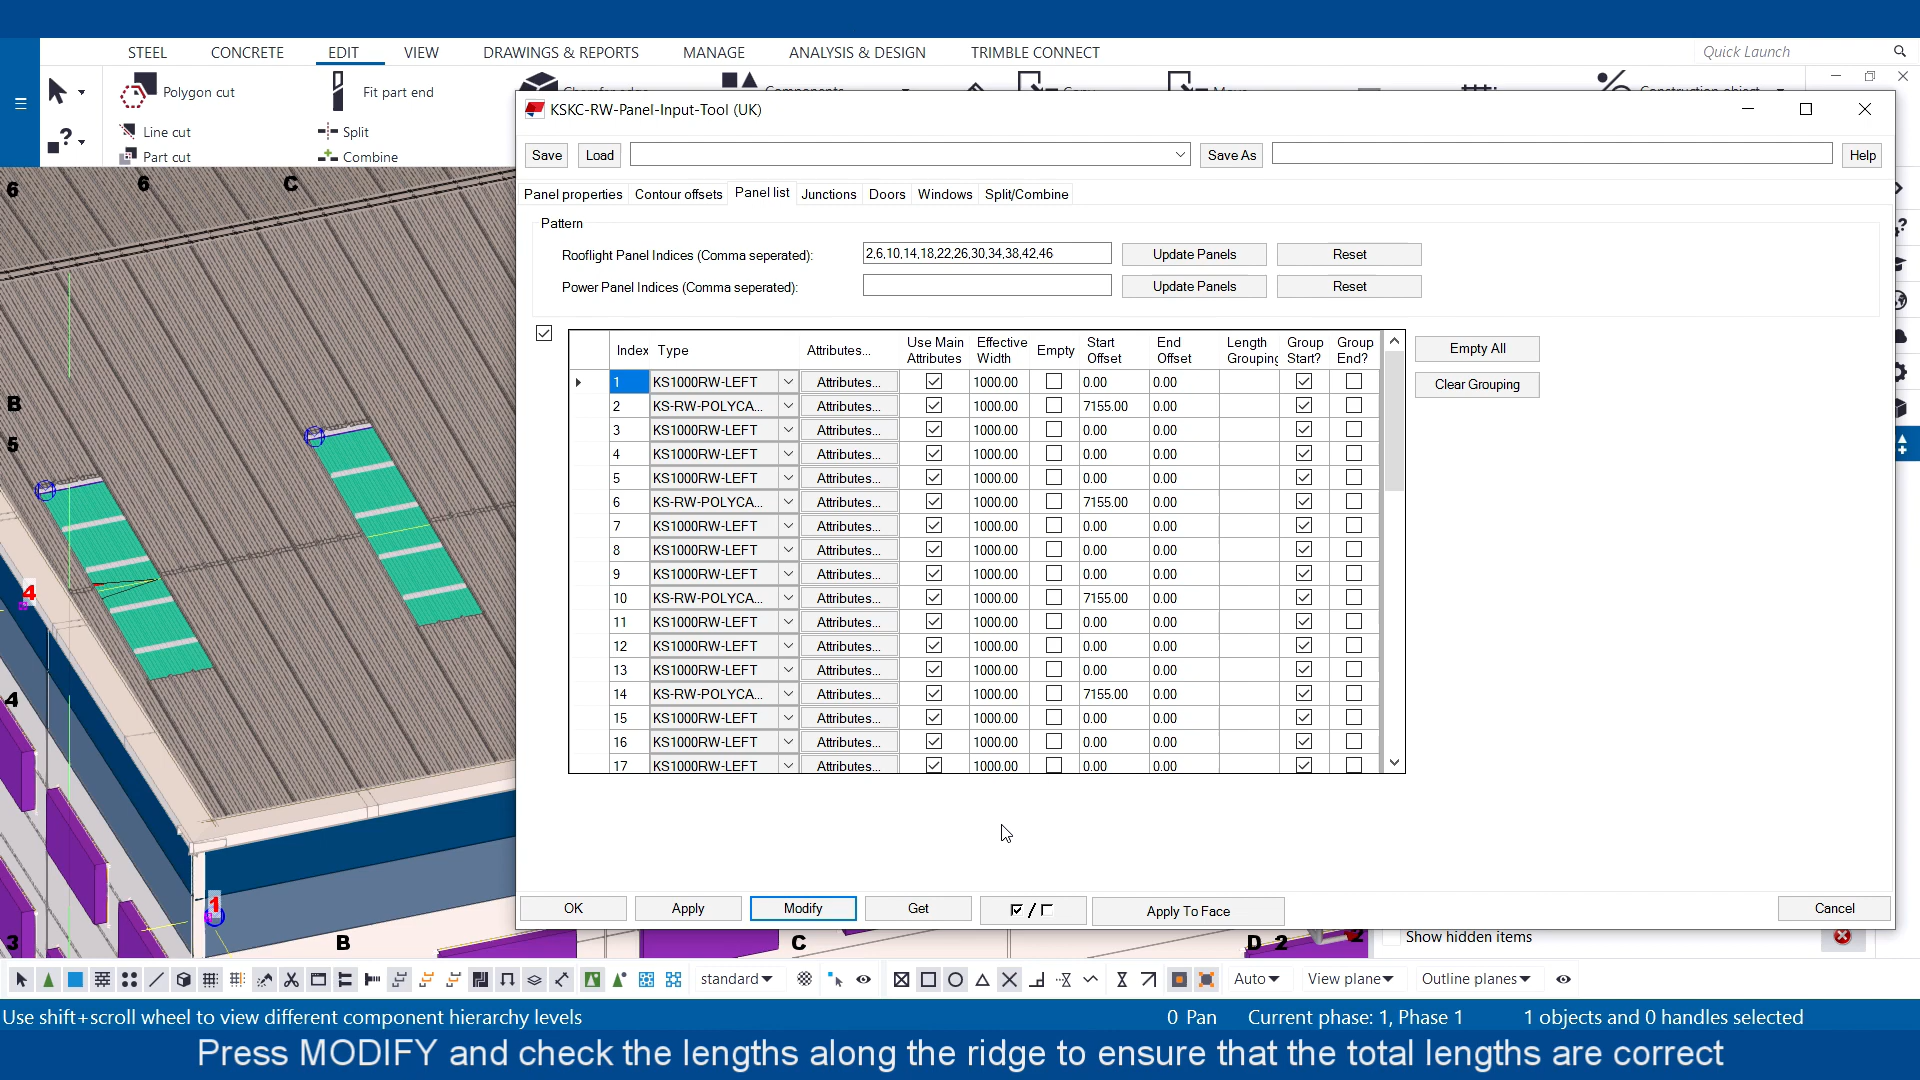 STEEL CONCRETE EDIT VIEW DRAWINGS & REPORTS MANAGE ANALYSIS & DESIGN TRIMBLE CONNECT Quick Launch
Polygon cut Fit part end
Line cut Split
Part cut Combine
KSKC-RW-Panel-Input-Tool (UK)
Save Load Save As Help
Panel properties Contour offsets Panel list Junctions Doors Windows Split/Combine
Pattern
Rooflight Panel Indices (Comma seperated): 2,6,10,14,18,22,26,30,34,38,42,46 Update Panels Reset
Power Panel Indices (Comma seperated): Update Panels Reset
Index Type Attributes... Use Main Attributes Effective Width Empty Start Offset End Offset Length Grouping Group Start? Group End?
Empty All
Clear Grouping
1 KS1000RW-LEFT Attributes... 1000.00 0.00 0.00
2 KS-RW-POLYCA... Attributes... 1000.00 7155.00 0.00
3 KS1000RW-LEFT Attributes... 1000.00 0.00 0.00
4 KS1000RW-LEFT Attributes... 1000.00 0.00 0.00
5 KS1000RW-LEFT Attributes... 1000.00 0.00 0.00
6 KS-RW-POLYCA... Attributes... 1000.00 7155.00 0.00
7 KS1000RW-LEFT Attributes... 1000.00 0.00 0.00
8 KS1000RW-LEFT Attributes... 1000.00 0.00 0.00
9 KS1000RW-LEFT Attributes... 1000.00 0.00 0.00
10 KS-RW-POLYCA... Attributes... 1000.00 7155.00 0.00
11 KS1000RW-LEFT Attributes... 1000.00 0.00 0.00
12 KS1000RW-LEFT Attributes... 1000.00 0.00 0.00
13 KS1000RW-LEFT Attributes... 1000.00 0.00 0.00
14 KS-RW-POLYCA... Attributes... 1000.00 7155.00 0.00
15 KS1000RW-LEFT Attributes... 1000.00 0.00 0.00
16 KS1000RW-LEFT Attributes... 1000.00 0.00 0.00
17 KS1000RW-LEFT Attributes... 1000.00 0.00 0.00
OK Apply Modify Get Apply To Face Cancel
6 6 C
B
5
4
4
1
3 B C D 2 2
Show hidden items
standard Auto View plane Outline planes
Use shift+scroll wheel to view different component hierarchy levels 0 Pan Current phase: 1, Phase 1 1 objects and 0 handles selected
Press MODIFY and check the lengths along the ridge to ensure that the total lengths are correct